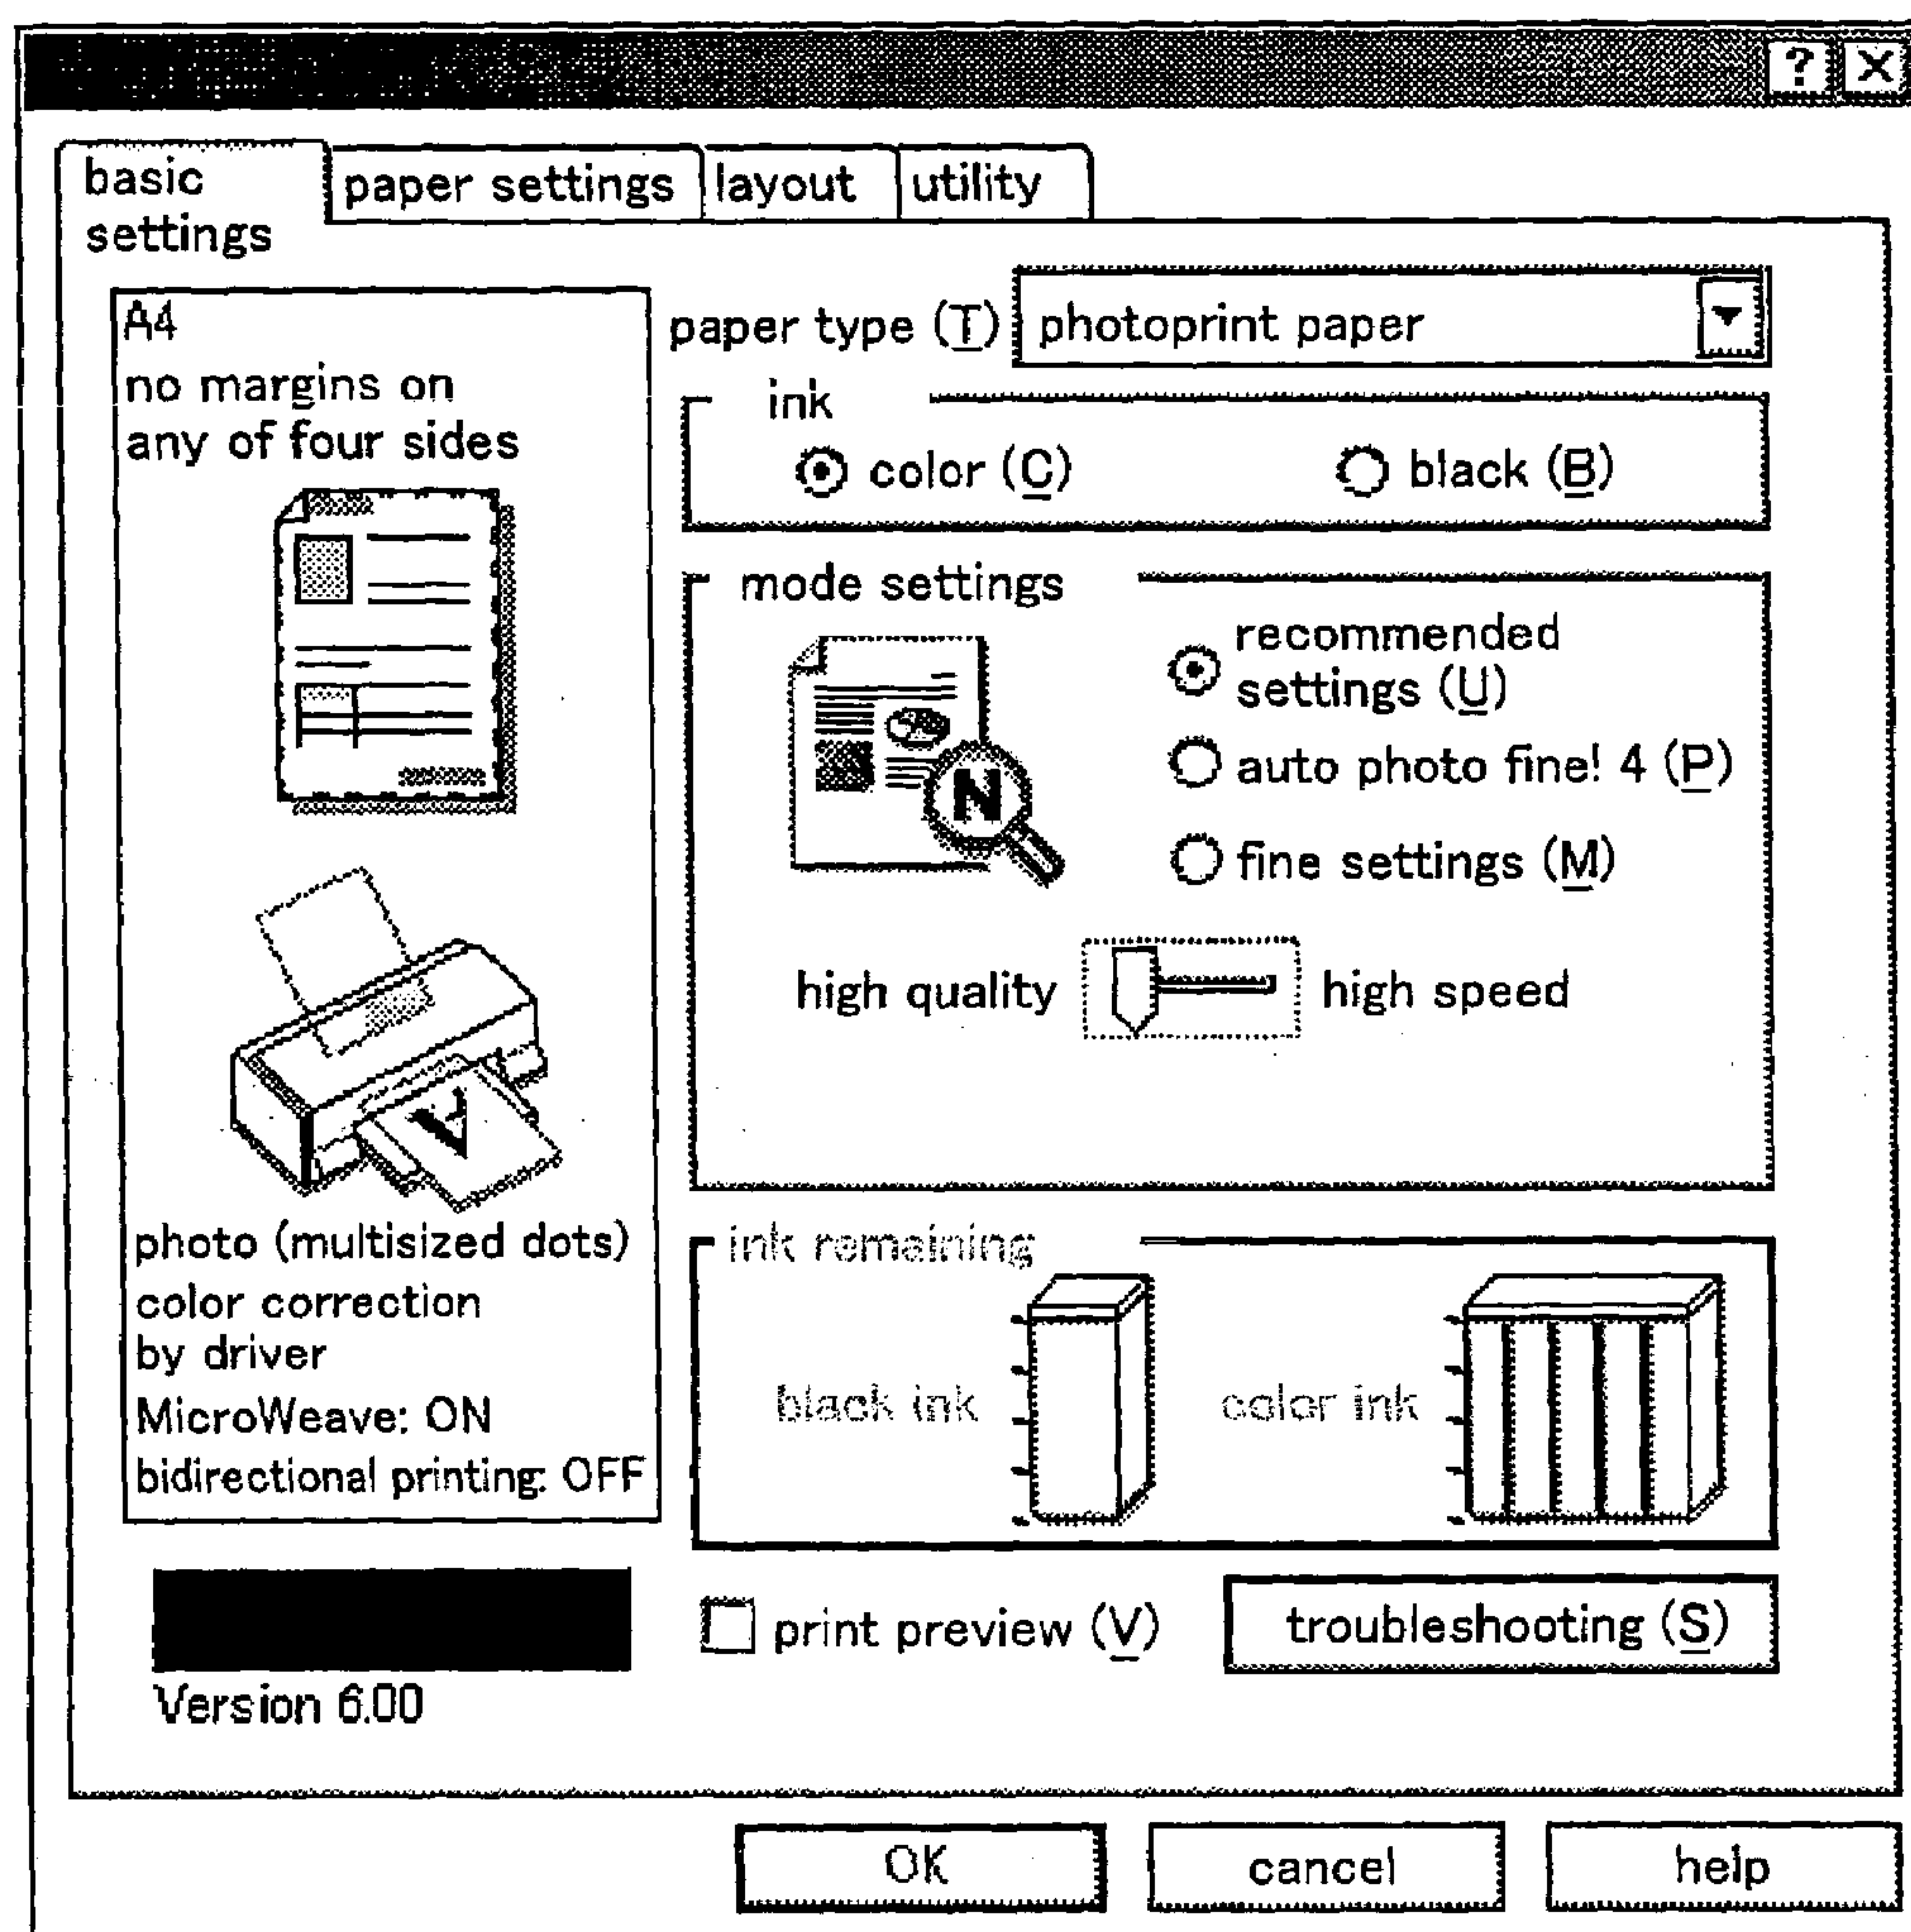 ? X
basic
settings
paper settings
layout
utility
A4
no margins on
any of four sides
photo (multisized dots)
color correction
by driver
MicroWeave: ON
bidirectional printing: OFF
Version 6.00
paper type (T)
photoprint paper
ink
color (C)
black (B)
mode settings
N
recommended
settings (U)
auto photo fine! 4 (P)
fine settings (M)
high quality
high speed
ink remaining
black ink
color ink
print preview (V)
troubleshooting (S)
OK
cancel
help